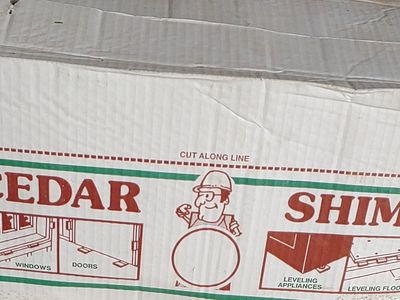 CUT ALONG LINE
CEDAR SHIM
WINDOWS DOORS LEVELING APPLIANCES LEVELING FLOO